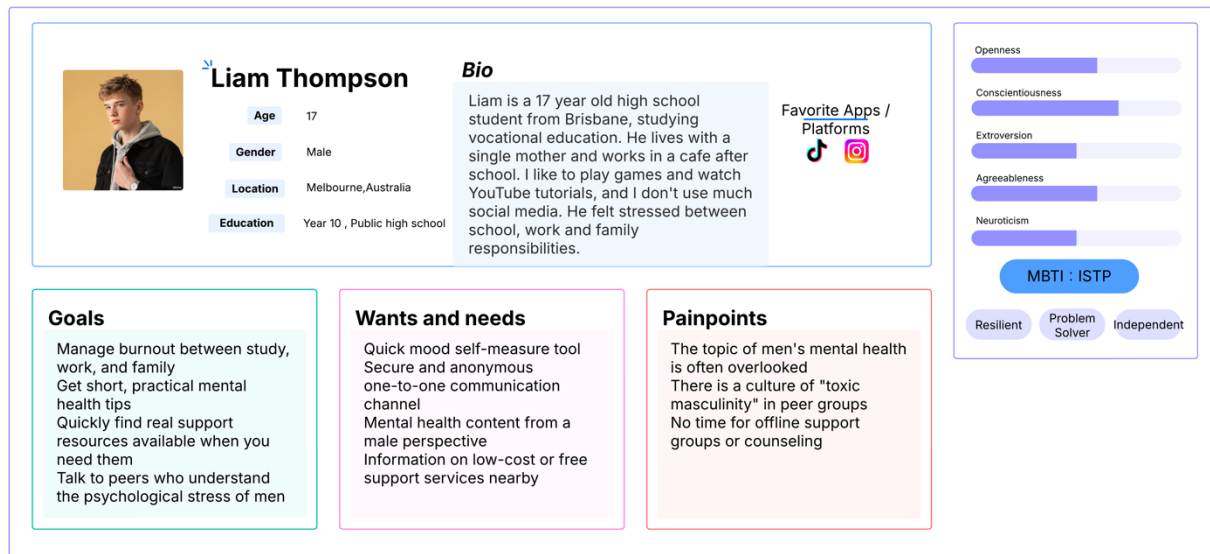 Liam Thompson
Age
17
Gender
Male
Location
Melbourne,Australia
Education
Year 10 , Public high school
Bio
Liam is a 17 year old high school
student from Brisbane, studying
vocational education. He lives with a
single mother and works in a cafe after
school. I like to play games and watch
YouTube tutorials, and I don't use much
social media. He felt stressed between
school, work and family
responsibilities.
Favorite Apps /
Platforms
Openness
Conscientiousness
Extroversion
Agreeableness
Neuroticism
MBTI：ISTP
Resilient
Problem
Solver
Independent
Goals
Manage burnout between study,
work, and family
Get short, practical mental
health tips
Quickly find real support
resources available when you
need them
Talk to peers who understand
the psychological stress of men
Wants and needs
Quick mood self-measure tool
Secure and anonymous
one-to-one communication
channel
Mental health content from a
male perspective
Information on low-cost or free
support services nearby
Painpoints
The topic of men's mental health
is often overlooked
There is a culture of "toxic
masculinity" in peer groups
No time for offline support
groups or counseling